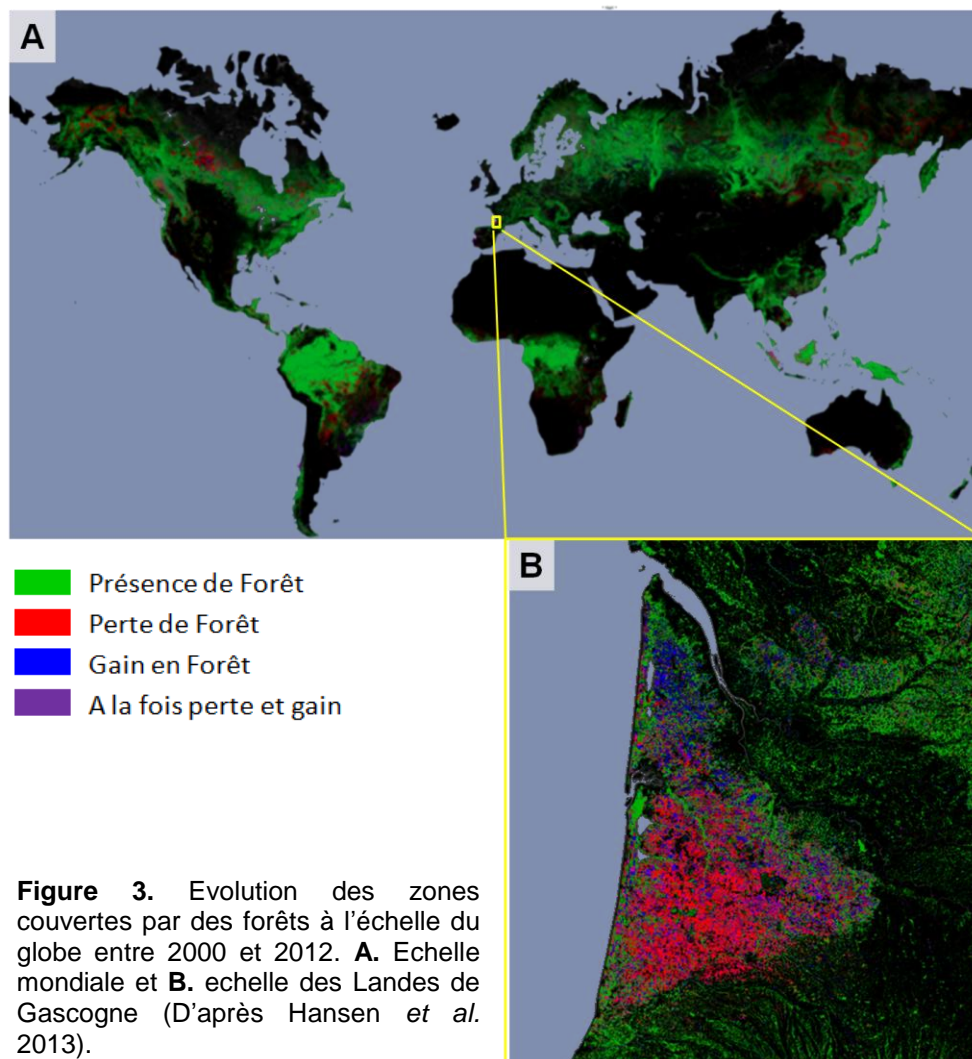 A
B
Présence de Forêt
Perte de Forêt
Gain en Forêt
A la fois perte et gain
Figure 3. Evolution des zones
couvertes par des forêts à l'échelle du
globe entre 2000 et 2012. A. Echelle
mondiale et B. echelle des Landes de
Gascogne (D'après Hansen et al.
2013).